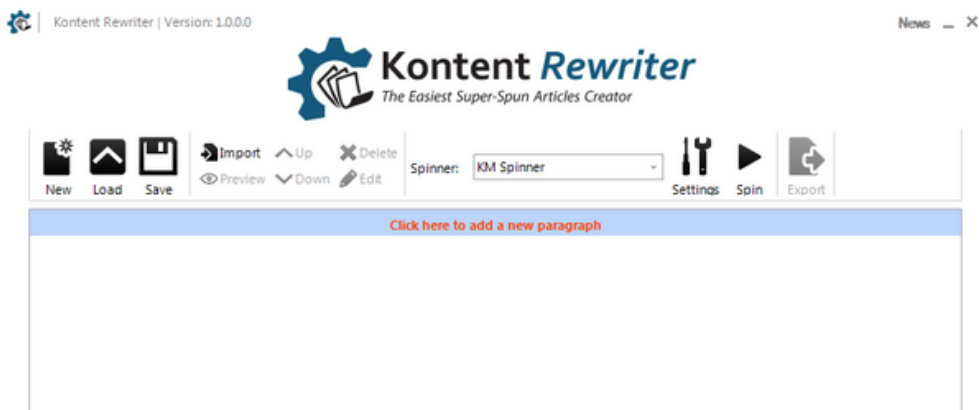 Kontent Rewriter | Version: 1.0.0.0
News
Kontent Rewriter
The Easiest Super-Spun Articles Creator
Import Up Delete
Preview Down Edit
Spinner: KM Spinner
New Load Save Settings Spin Export
Click here to add a new paragraph